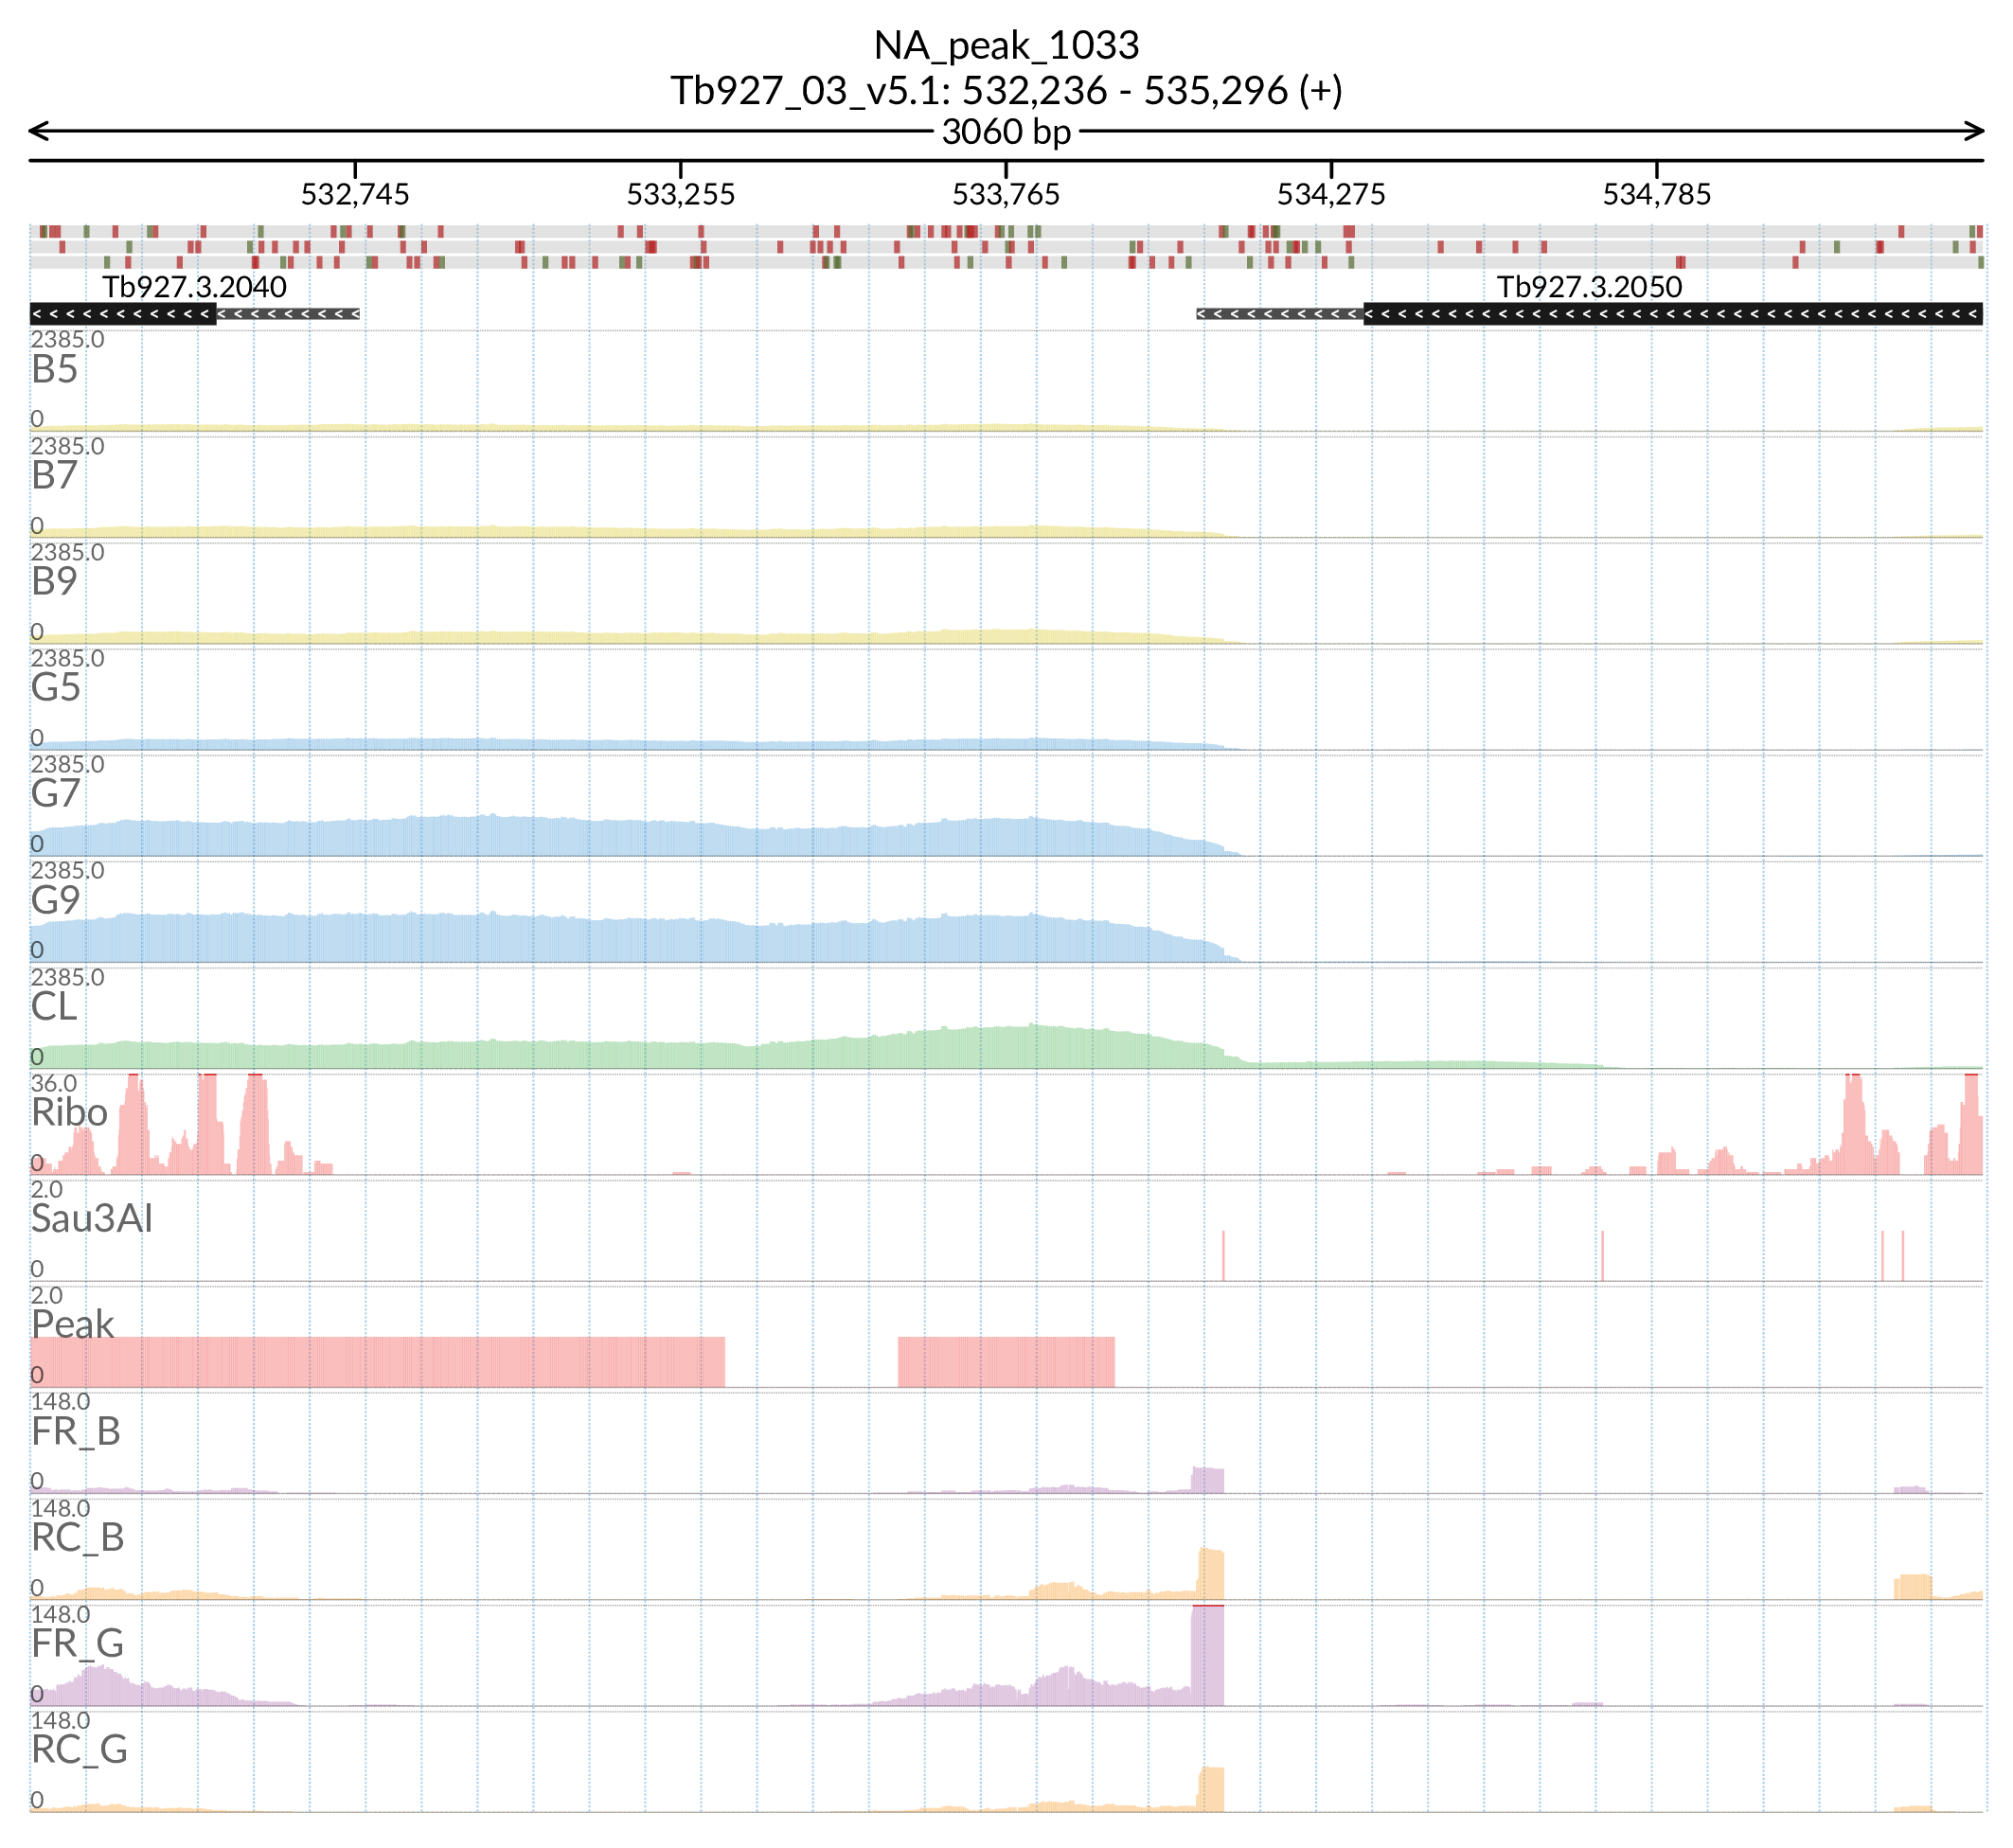 NA_peak_1033
Tb927_03_v5.1: 532,236 - 535,296 (+)
3060 bp
532,745 533,255 533,765 534,275 534,785
Tb927.3.2040 Tb927.3.2050
2385.0
B5
0
2385.0
B7
0
2385.0
B9
0
2385.0
G5
0
2385.0
G7
0
2385.0
G9
0
2385.0
CL
0
36.0
Ribo
0
2.0
Sau3AI
0
2.0
Peak
0
148.0
FR_B
0
148.0
RC_B
0
148.0
FR_G
0
148.0
RC_G
0